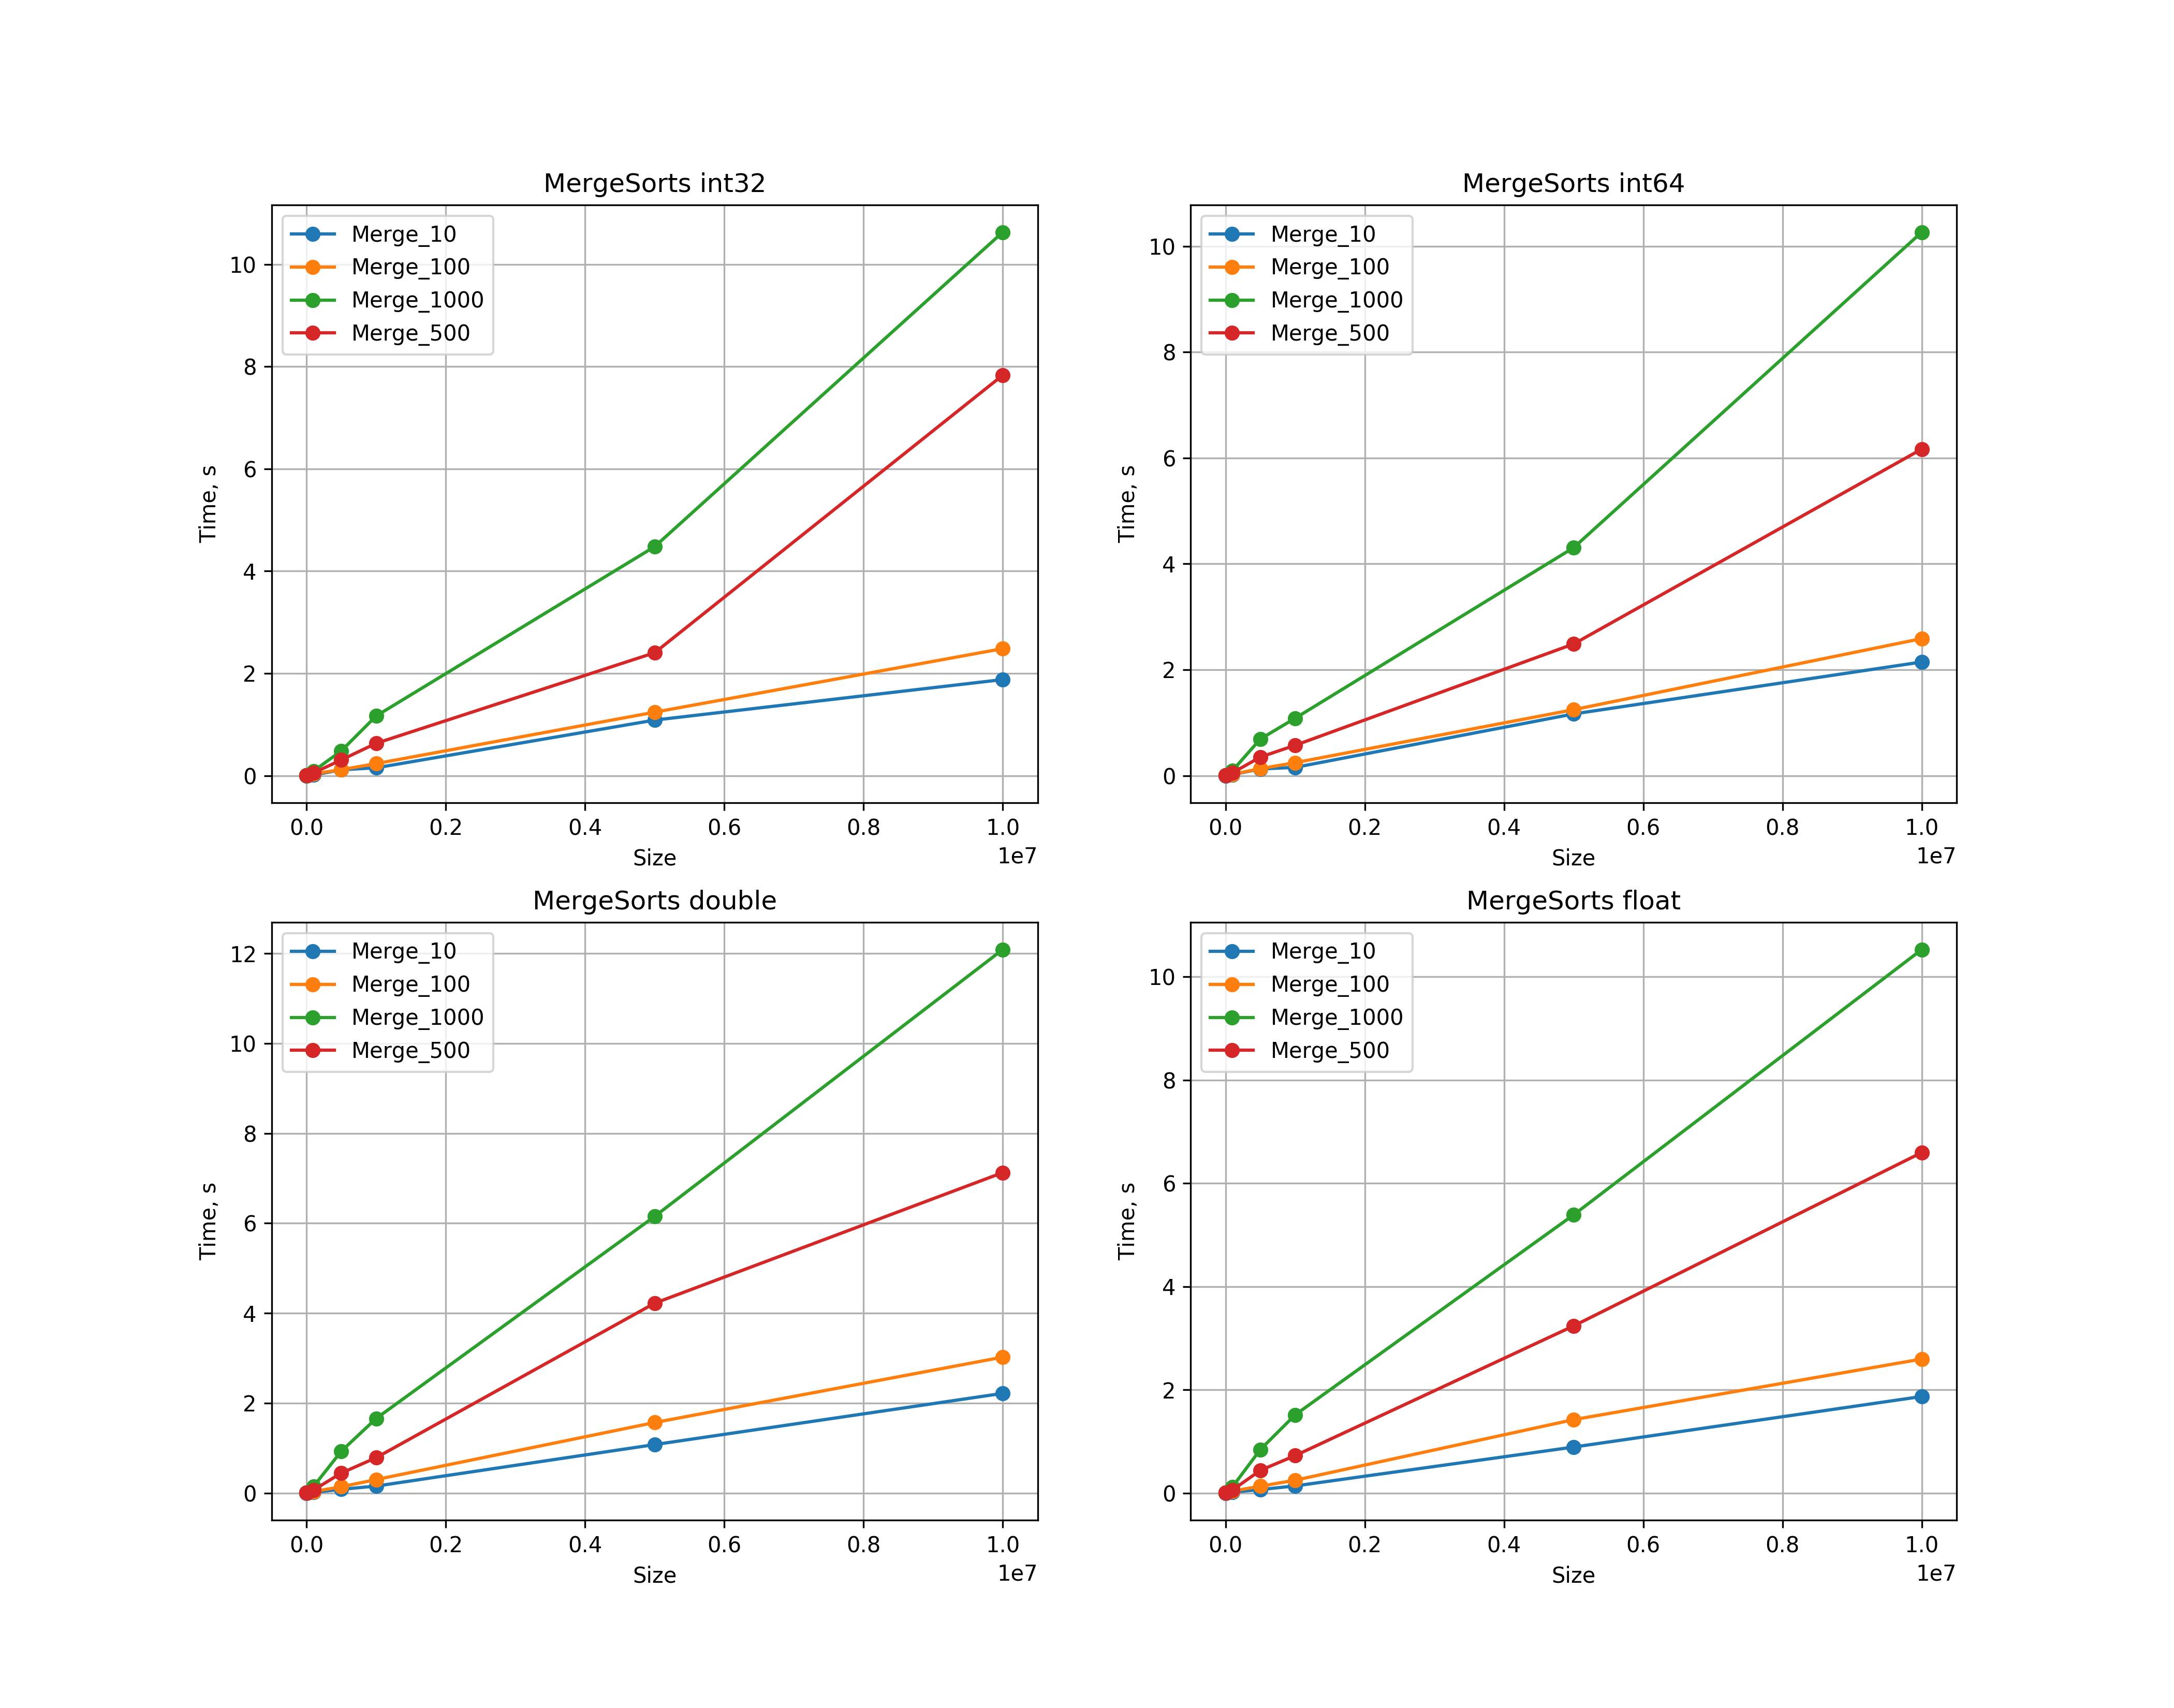 MergeSorts int32
Merge_10
Merge_100
Merge_1000
Merge_500
10
8
6
4
2
0
Time, s
0.0 0.2 0.4 0.6 0.8 1.0
1e7
Size
MergeSorts int64
Merge_10
Merge_100
Merge_1000
Merge_500
10
8
6
4
2
0
Time, s
0.0 0.2 0.4 0.6 0.8 1.0
1e7
Size
MergeSorts double
Merge_10
Merge_100
Merge_1000
Merge_500
12
10
8
6
4
2
0
Time, s
0.0 0.2 0.4 0.6 0.8 1.0
1e7
Size
MergeSorts float
Merge_10
Merge_100
Merge_1000
Merge_500
10
8
6
4
2
0
Time, s
0.0 0.2 0.4 0.6 0.8 1.0
1e7
Size